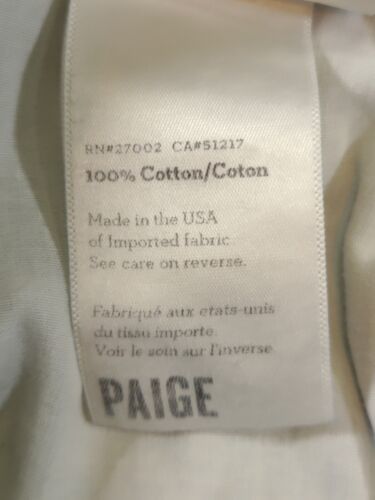 RN#27002 CA#51217
100% Cotton/Coton
Made in the USA
of Imported fabric
See care on reverse.
Fabriqué aux etats-unis
du tissu importe.
Voir le soin sur l'inverse
PAIGE